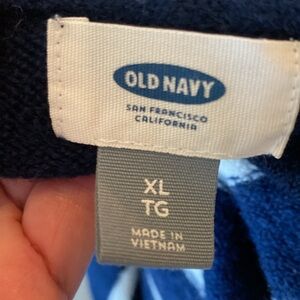 OLD NAVY
SAN FRANCISCO
CALIFORNIA
XL
TG
MADE IN
VIETNAM